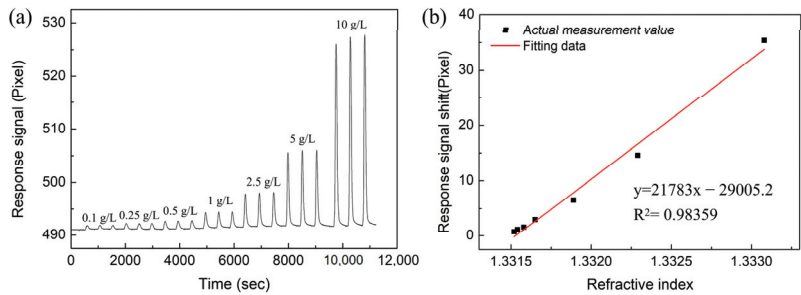 (a)
Response signal (Pixel)
530
520
510
500
490
0.1 g/L
0.25 g/L
0.5 g/L
1 g/L
2.5 g/L
5 g/L
10 g/L
0
2000
4000
6000
8000
10,000
12,000
Time (sec)
(b)
Response signal shift(Pixel)
40
30
20
10
0
Actual measurement value
Fitting data
y=21783x − 29005.2
R²= 0.98359
1.3315
1.3320
1.3325
1.3330
Refractive index